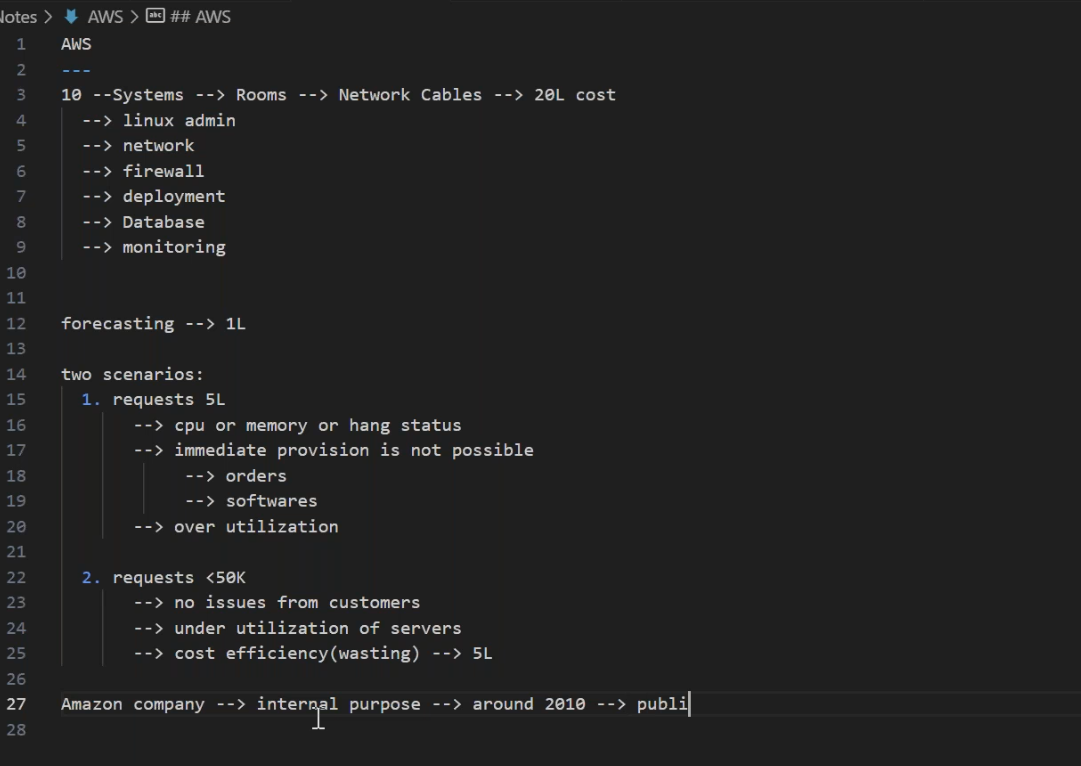 Notes > AWS > abc ## AWS
1 AWS
2 ---
3 10 --Systems --> Rooms --> Network Cables --> 20L cost
4 --> linux admin
5 --> network
6 --> firewall
7 --> deployment
8 --> Database
9 --> monitoring
10
11
12 forecasting --> 1L
13
14 two scenarios:
15 1. requests 5L
16 --> cpu or memory or hang status
17 --> immediate provision is not possible
18 --> orders
19 --> softwares
20 --> over utilization
21
22 2. requests <50K
23 --> no issues from customers
24 --> under utilization of servers
25 --> cost efficiency(wasting) --> 5L
26
27 Amazon company --> internal purpose --> around 2010 --> publi
28